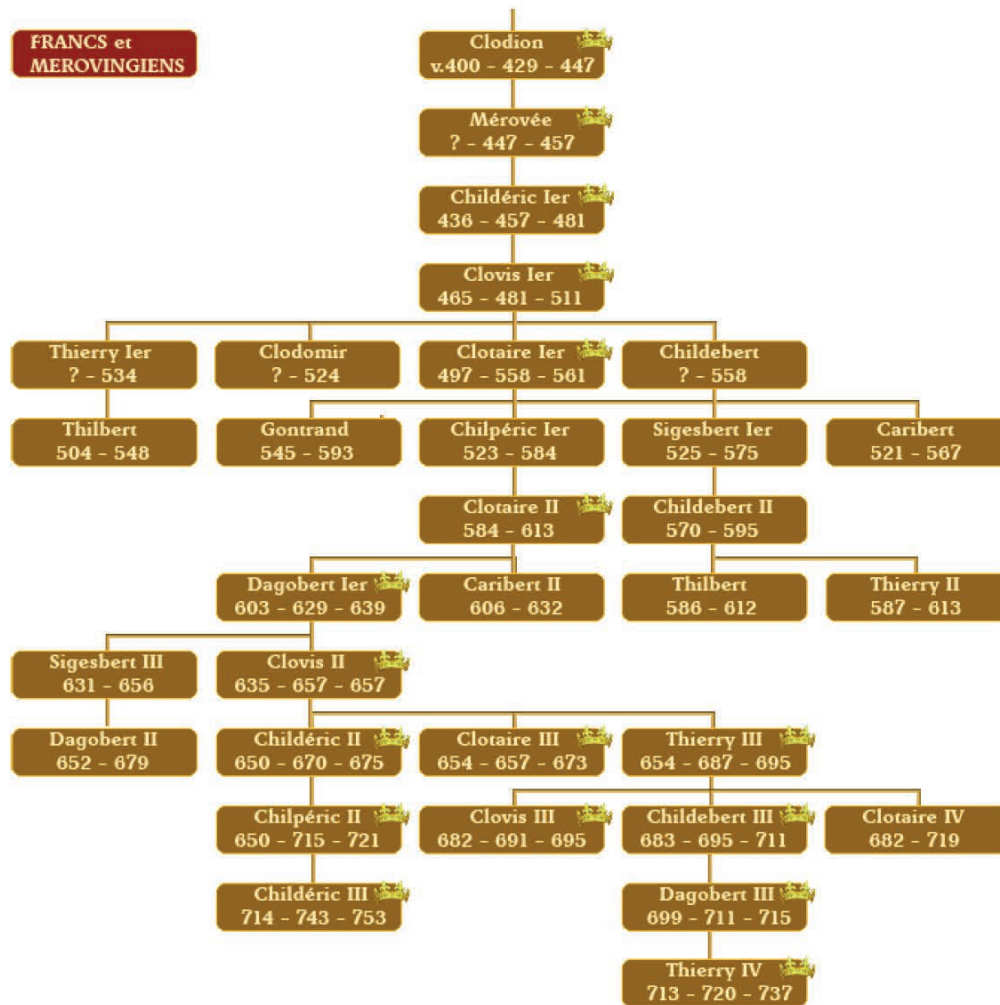 FRANCS et
MEROVINGIENS
Clodion
v.400 - 429 - 447
Mérovée
? - 447 - 457
Childéric Ier
436 - 457 - 481
Clovis Ier
465 - 481 - 511
Thierry Ier
? - 534
Clodomir
? - 524
Clotaire Ier
497 - 558 - 561
Childebert
? - 558
Thilbert
504 - 548
Gontrand
545 - 593
Chilpéric Ier
523 - 584
Sigesbert Ier
525 - 575
Caribert
521 - 567
Clotaire II
584 - 613
Childebert II
570 - 595
Dagobert Ier
603 - 629 - 639
Caribert II
606 - 632
Thilbert
586 - 612
Thierry II
587 - 613
Sigesbert III
631 - 656
Clovis II
635 - 657 - 657
Dagobert II
652 - 679
Childéric II
650 - 670 - 675
Clotaire III
654 - 657 - 673
Thierry III
654 - 687 - 695
Chilpéric II
650 - 715 - 721
Clovis III
682 - 691 - 695
Childebert III
683 - 695 - 711
Clotaire IV
682 - 719
Childéric III
714 - 743 - 753
Dagobert III
699 - 711 - 715
Thierry IV
713 - 720 - 737